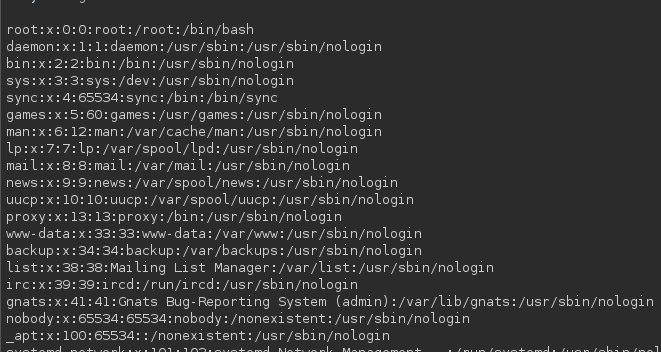 root:x:0:0:root:/root:/bin/bash
daemon:x:1:1:daemon:/usr/sbin:/usr/sbin/nologin
bin:x:2:2:bin:/bin:/usr/sbin/nologin
sys:x:3:3:sys:/dev:/usr/sbin/nologin
sync:x:4:65534:sync:/bin:/bin/sync
games:x:5:60:games:/usr/games:/usr/sbin/nologin
man:x:6:12:man:/var/cache/man:/usr/sbin/nologin
lp:x:7:7:lp:/var/spool/lpd:/usr/sbin/nologin
mail:x:8:8:mail:/var/mail:/usr/sbin/nologin
news:x:9:9:news:/var/spool/news:/usr/sbin/nologin
uucp:x:10:10:uucp:/var/spool/uucp:/usr/sbin/nologin
proxy:x:13:13:proxy:/bin:/usr/sbin/nologin
www-data:x:33:33:www-data:/var/www:/usr/sbin/nologin
backup:x:34:34:backup:/var/backups:/usr/sbin/nologin
list:x:38:38:Mailing List Manager:/var/list:/usr/sbin/nologin
irc:x:39:39:ircd:/run/ircd:/usr/sbin/nologin
gnats:x:41:41:Gnats Bug-Reporting System (admin):/var/lib/gnats:/usr/sbin/nologin
nobody:x:65534:65534:nobody:/nonexistent:/usr/sbin/nologin
_apt:x:100:65534::/nonexistent:/usr/sbin/nologin